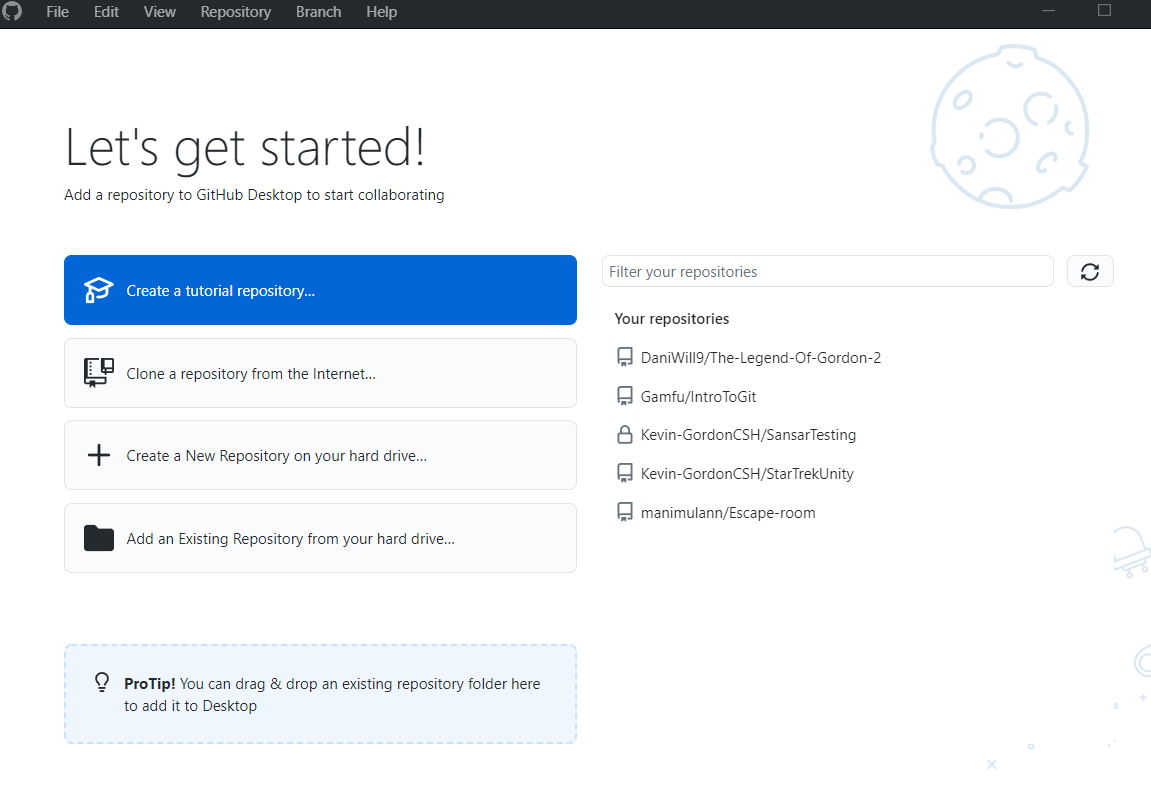 File Edit View Repository Branch Help
Let's get started!
Add a repository to GitHub Desktop to start collaborating
Create a tutorial repository...
Clone a repository from the Internet...
Create a New Repository on your hard drive...
Add an Existing Repository from your hard drive...
ProTip! You can drag & drop an existing repository folder here
to add it to Desktop
Filter your repositories
Your repositories
DaniWill9/The-Legend-Of-Gordon-2
Gamfu/IntroToGit
Kevin-GordonCSH/SansarTesting
Kevin-GordonCSH/StarTrekUnity
manimulann/Escape-room